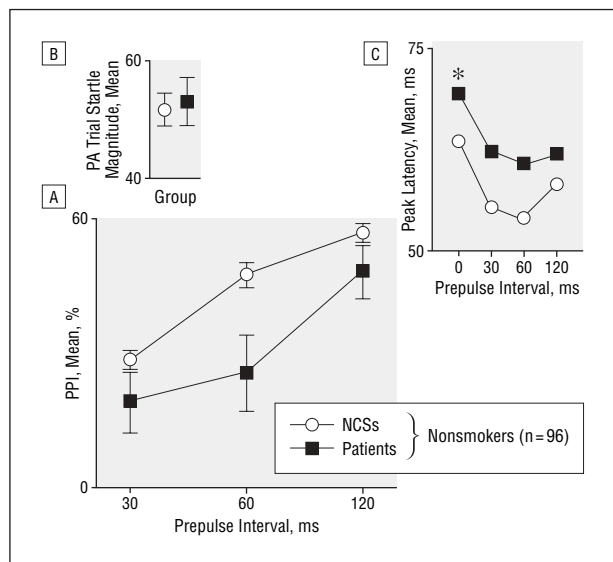 B
60
PA Trial Startle
Magnitude, Mean
40
Group
C
75
*
Peak Latency, Mean, ms
50
0 30 60 120
Prepulse Interval, ms
A
60
PPI, Mean, %
0
30 60 120
Prepulse Interval, ms
NCSs
Patients
Nonsmokers (n=96)